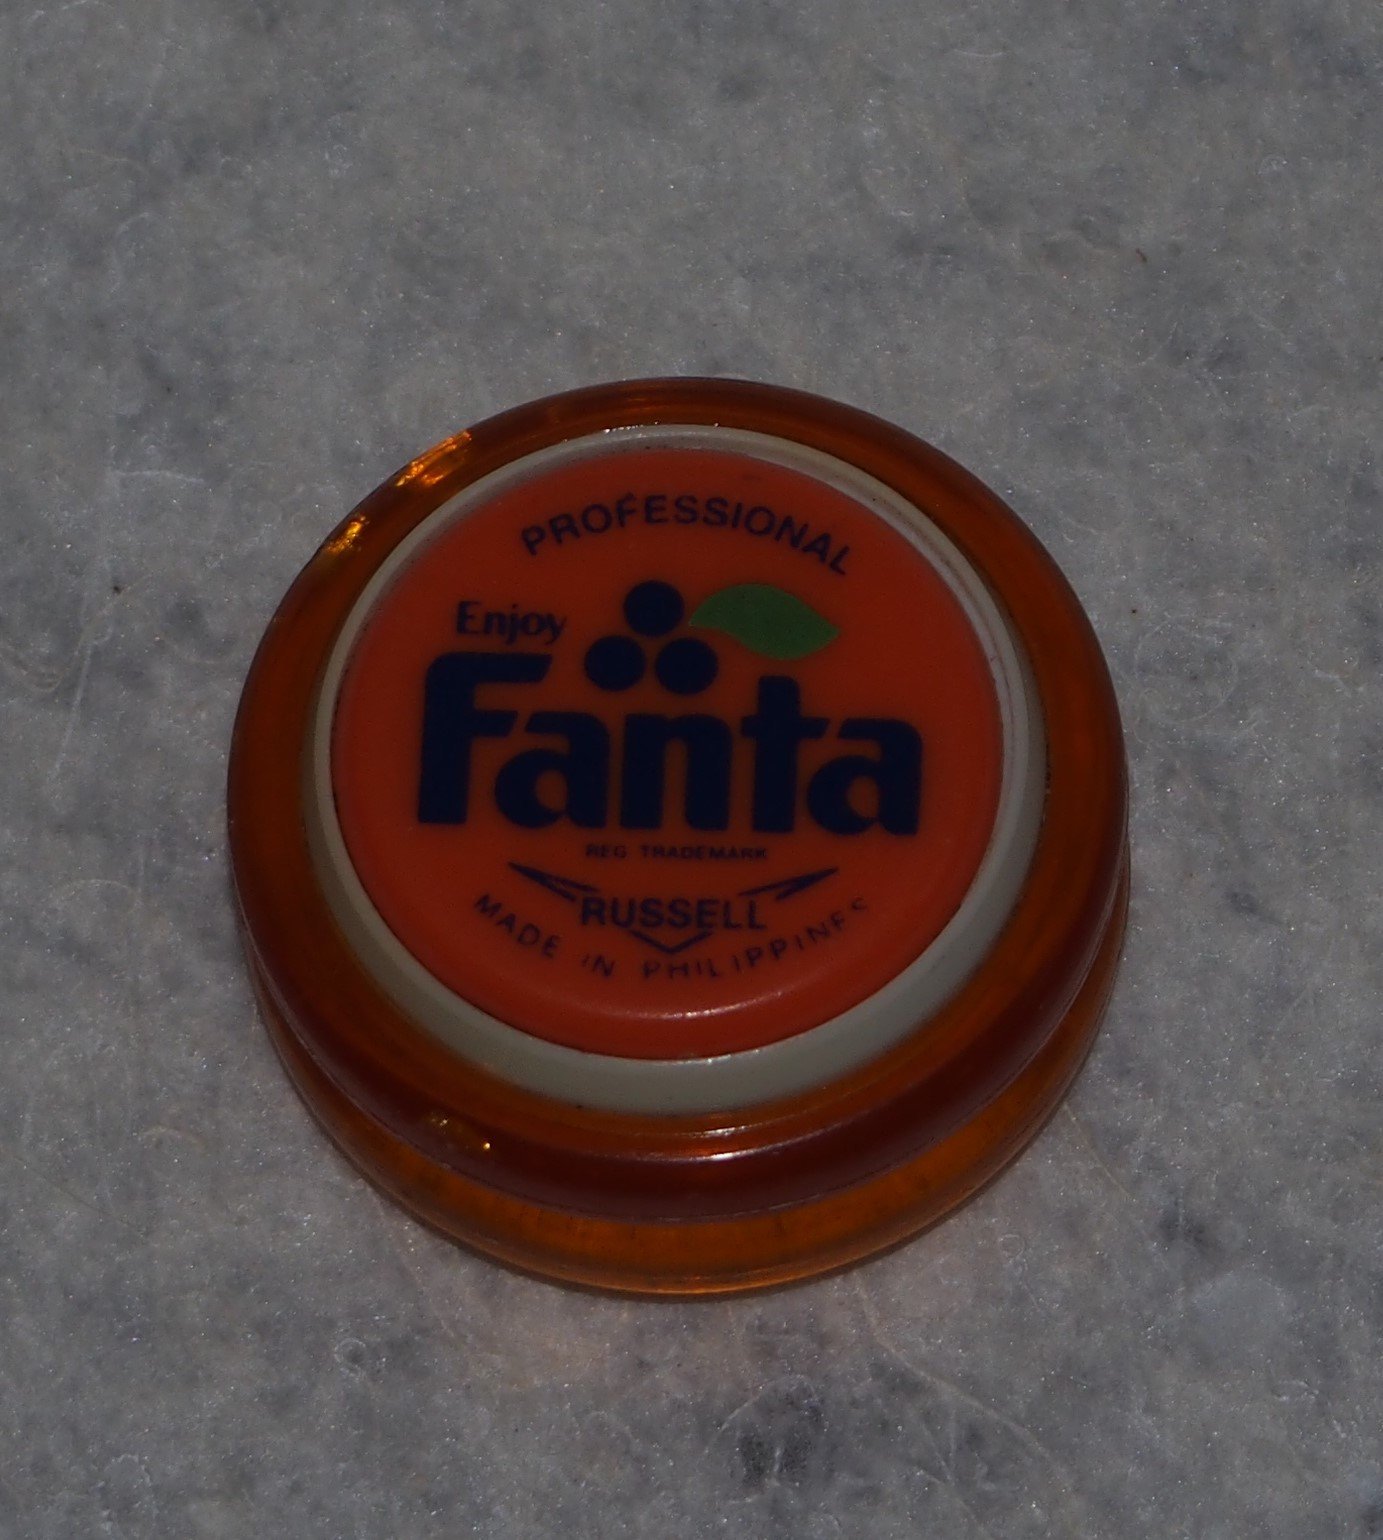 PROFESSIONAL
Enjoy
Fanta
REG TRADEMARK
RUSSELL
MADE IN PHILIPPINES